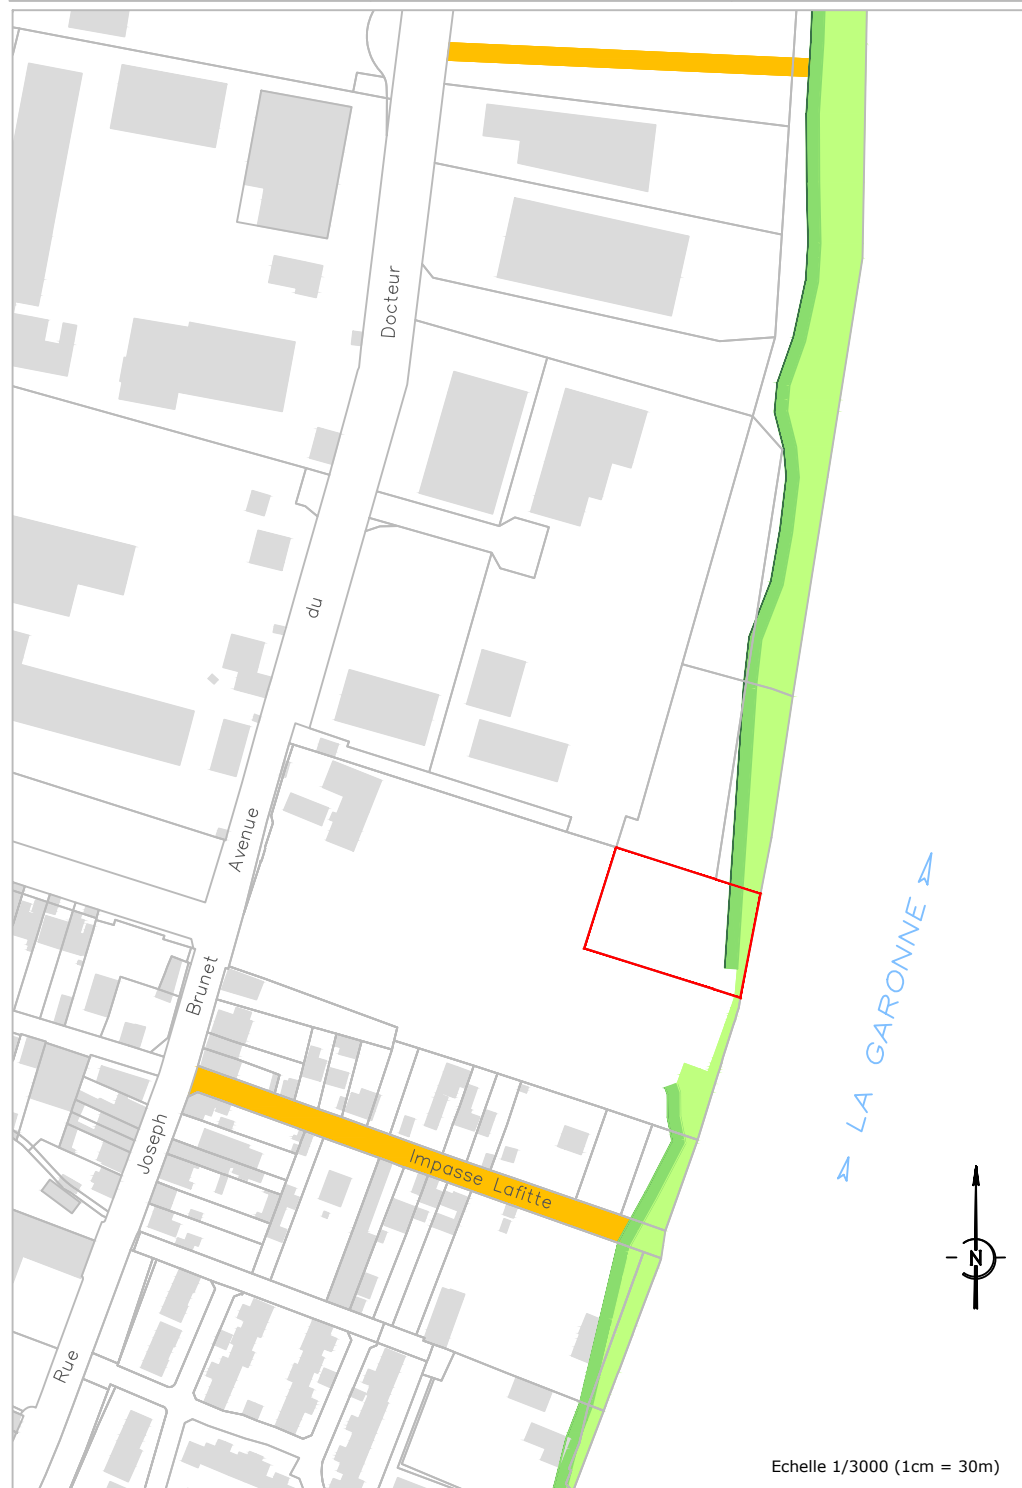 Docteur
du
Avenue
Brunet
Joseph
Rue
Impasse Lafitte
LA GARONNE
N
Echelle 1/3000 (1cm = 30m)